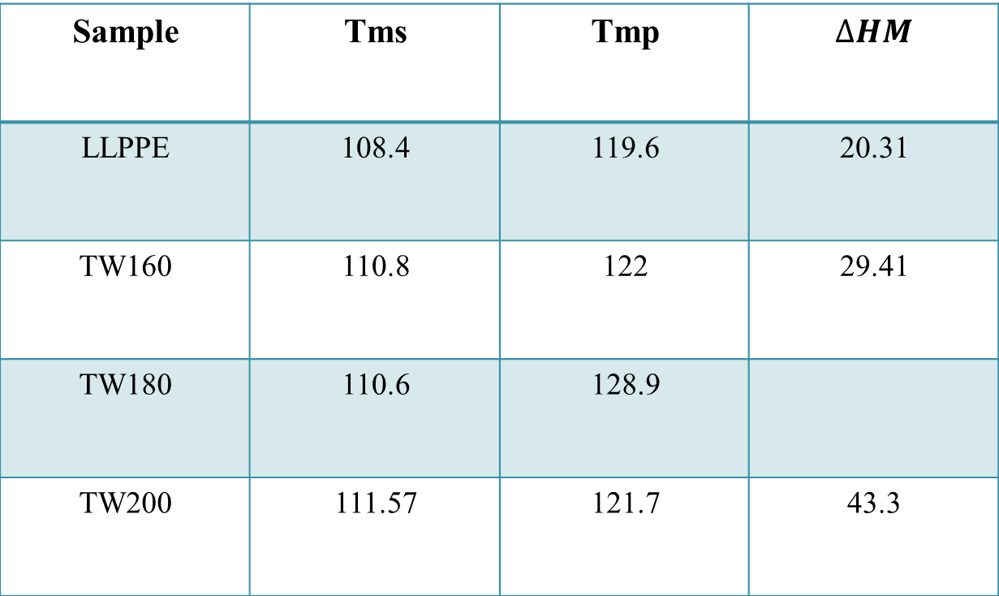 Sample Tms Tmp ΔHM
LLPPE 108.4 119.6 20.31
TW160 110.8 122 29.41
TW180 110.6 128.9
TW200 111.57 121.7 43.3